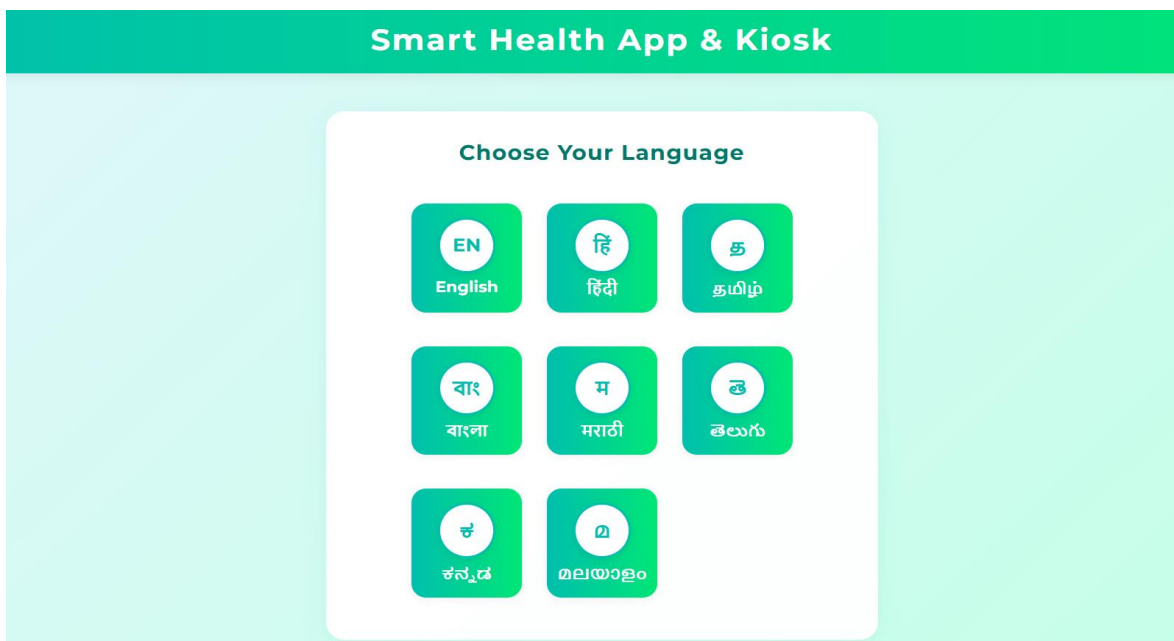 Smart Health App & Kiosk
Choose Your Language
EN
English
हिं
हिंदी
த
தமிழ்
বাং
বাংলা
म
मराठी
తె
తెలుగు
ಕ
ಕನ್ನಡ
മ
മലയാളം